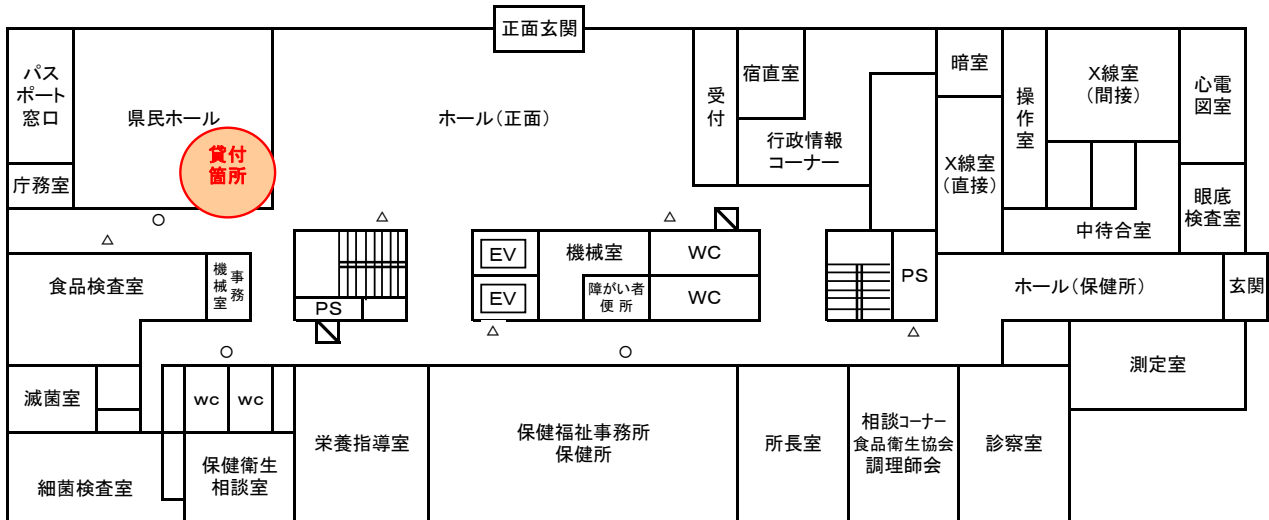 正面玄関
パス
ポート
窓口
県民ホール
貸付
箇所
庁務室
ホール(正面)
受付
宿直室
行政情報
コーナー
暗室
操作室
X線室
(間接)
心電
図室
X線室
(直接)
眼底
検査室
中待合室
○
△
△
△
食品検査室
事務
機械室
PS
EV
EV
機械室
障がい者
便所
WC
WC
PS
ホール(保健所)
玄関
△
△
○
○
測定室
滅菌室
wc
wc
細菌検査室
保健衛生
相談室
栄養指導室
保健福祉事務所
保健所
所長室
相談コーナー
食品衛生協会
調理師会
診察室